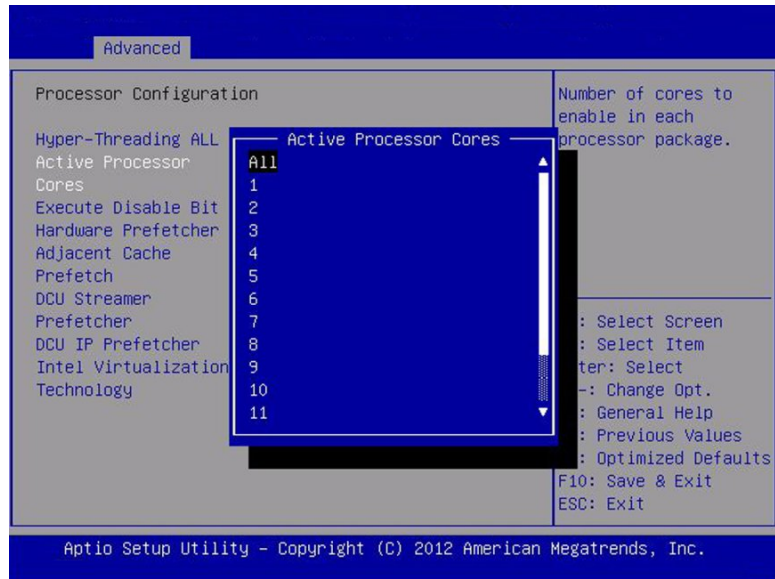 Advanced
Processor Configuration
Hyper-Threading ALL
Active Processor
Cores
Execute Disable Bit
Hardware Prefetcher
Adjacent Cache
Prefetch
DCU Streamer
Prefetcher
DCU IP Prefetcher
Intel Virtualization
Technology
Active Processor Cores
All
1
2
3
4
5
6
7
8
9
10
11
Number of cores to
enable in each
processor package.
: Select Screen
: Select Item
ter: Select
-: Change Opt.
: General Help
: Previous Values
: Optimized Defaults
F10: Save & Exit
ESC: Exit
Aptio Setup Utility - Copyright (C) 2012 American Megatrends, Inc.